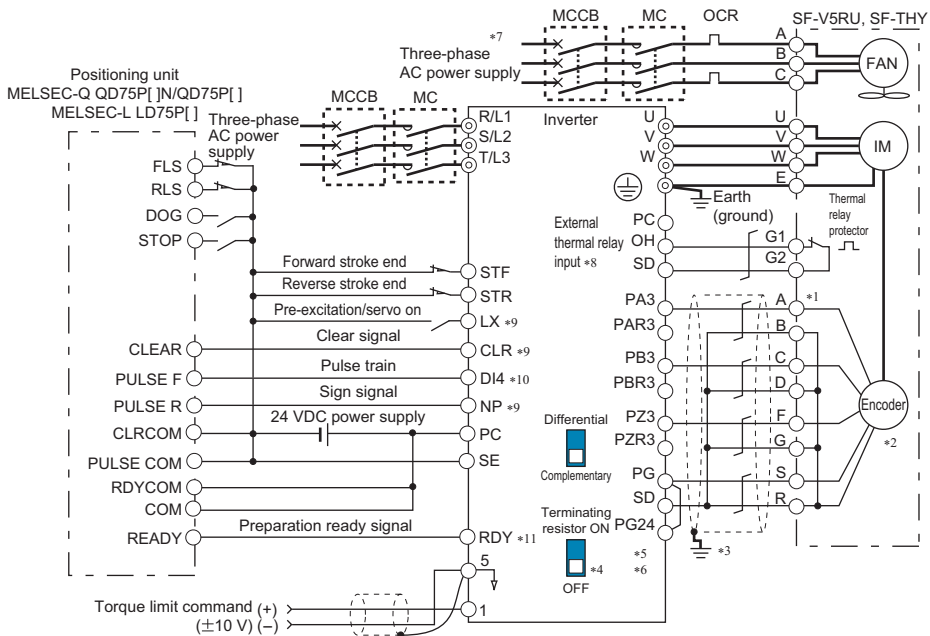 MCCB MC OCR SF-V5RU, SF-THY
*7
Three-phase
AC power supply
A
B
C
FAN
Positioning unit
MELSEC-Q QD75P[ ]N/QD75P[ ]
MELSEC-L LD75P[ ]
Three-phase
AC power
supply
MCCB MC
R/L1
S/L2
T/L3
Inverter
U
V
W
U
V
W
E
IM
Earth
(ground)
Thermal
relay
protector
FLS
RLS
DOG
STOP
External
thermal relay
input *8
PC
OH
SD
G1
G2
Forward stroke end
STF
Reverse stroke end
STR
Pre-excitation/servo on
LX *9
Clear signal
CLEAR
CLR *9
Pulse train
PULSE F
DI4 *10
Sign signal
PULSE R
NP *9
24 VDC power supply
CLRCOM
PC
PULSE COM
SE
RDYCOM
COM
Preparation ready signal
READY
RDY *11
5
1
Torque limit command (+)
(±10 V) (−)
PA3
PAR3
PB3
PBR3
PZ3
PZR3
PG
SD
PG24
A *1
B
C
D
F
G
S
R
Encoder
*2
*3
Differential
Complementary
Terminating
resistor ON
*4
OFF
*5
*6